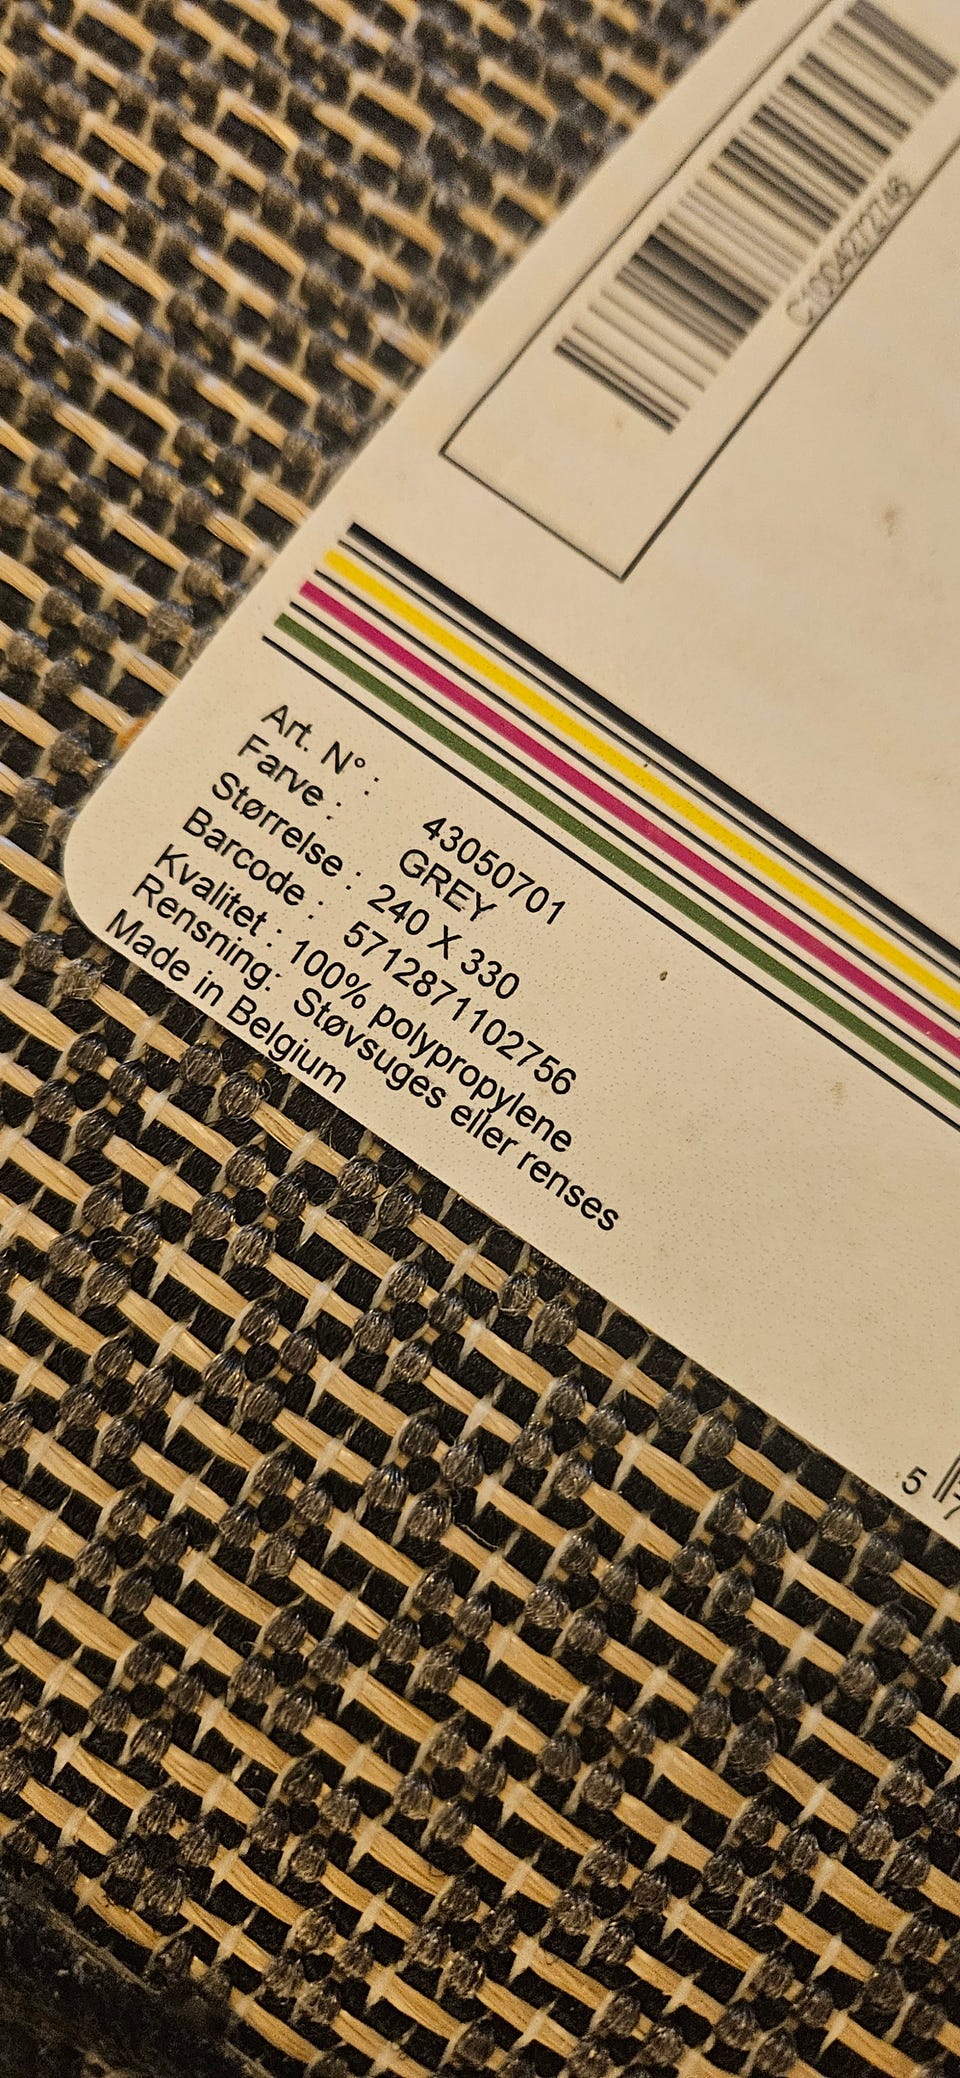 Art. N° : 43050701
Farve : GREY
Størrelse : 240 X 330
Barcode : 5712871102756
Kvalitet : 100% polypropylene
Rensning: Støvsuges eller renses
Made in Belgium
5